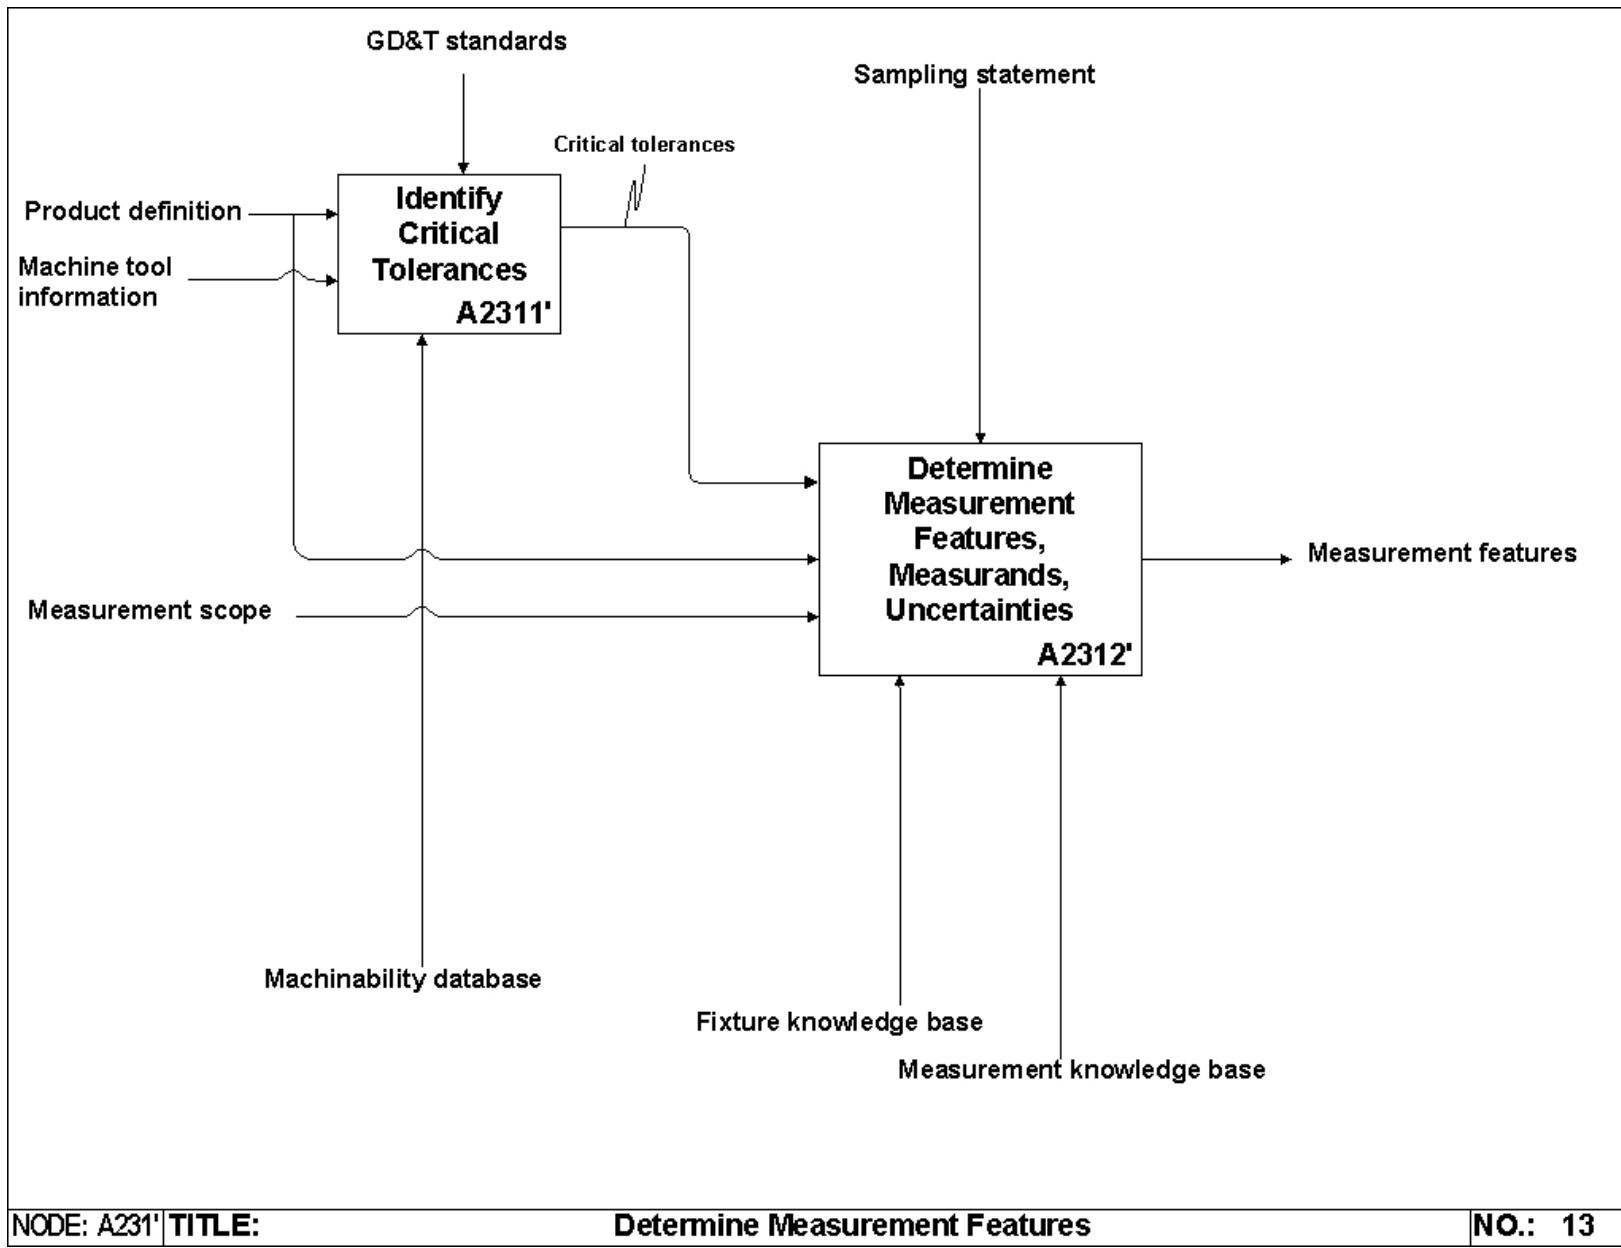 GD&T standards
Sampling statement
Critical tolerances
Identify
Critical
Tolerances
A2311'
Product definition
Machine tool
information
Determine
Measurement
Features,
Measurands,
Uncertainties
A2312'
Measurement features
Measurement scope
Machinability database
Fixture knowledge base
Measurement knowledge base
NODE: A231' TITLE: Determine Measurement Features NO.: 13